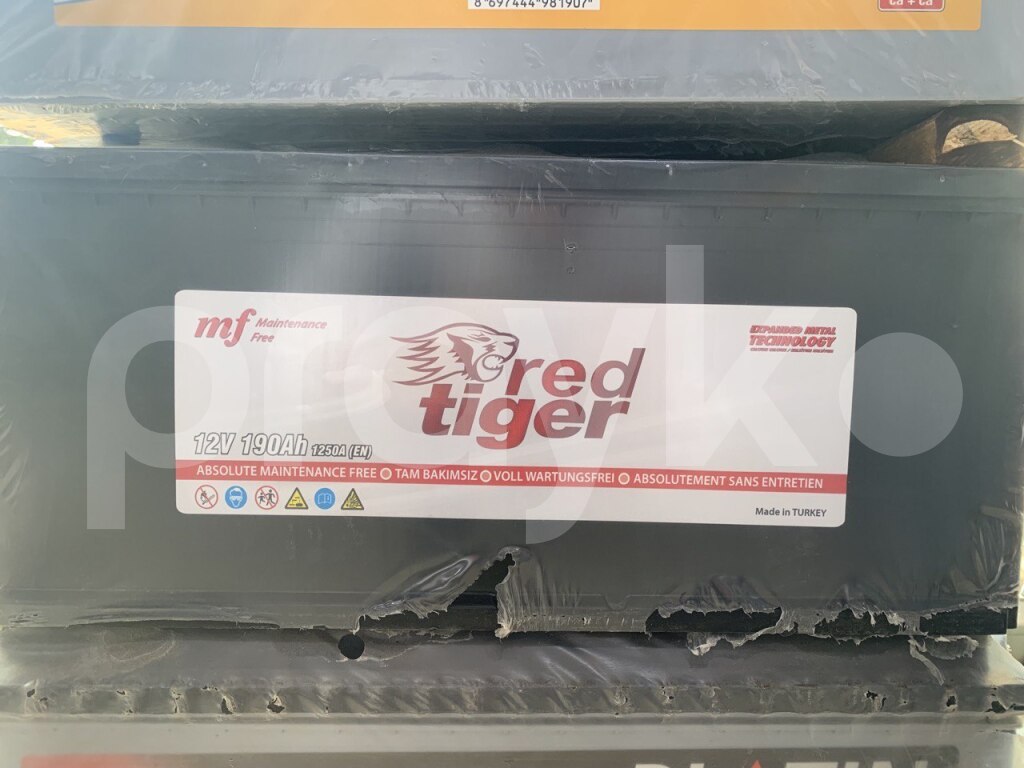 8 697444 981907
Ca + Ca
mf Maintenance
Free
red
tiger
EXPANDED METAL
TECHNOLOGY
12V 190Ah 1250A (EN)
ABSOLUTE MAINTENANCE FREE TAM BAKIMSIZ VOLL WARTUNGSFREI ABSOLUTEMENT SANS ENTRETIEN
Made in TURKEY
prayko